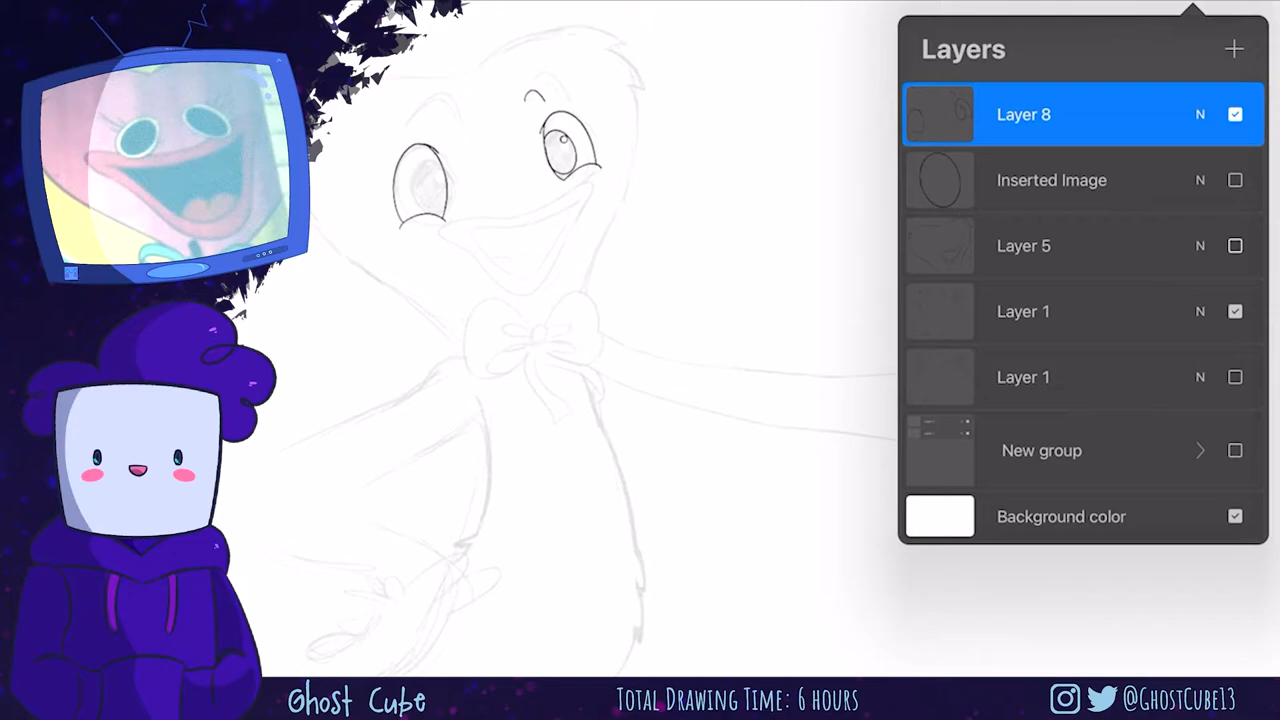 Layers
Layer 8 N
Inserted Image N
Layer 5 N
Layer 1 N
Layer 1 N
New group
Background color
Ghost Cube
TOTAL DRAWING TIME: 6 HOURS
@GHOSTCUBE13